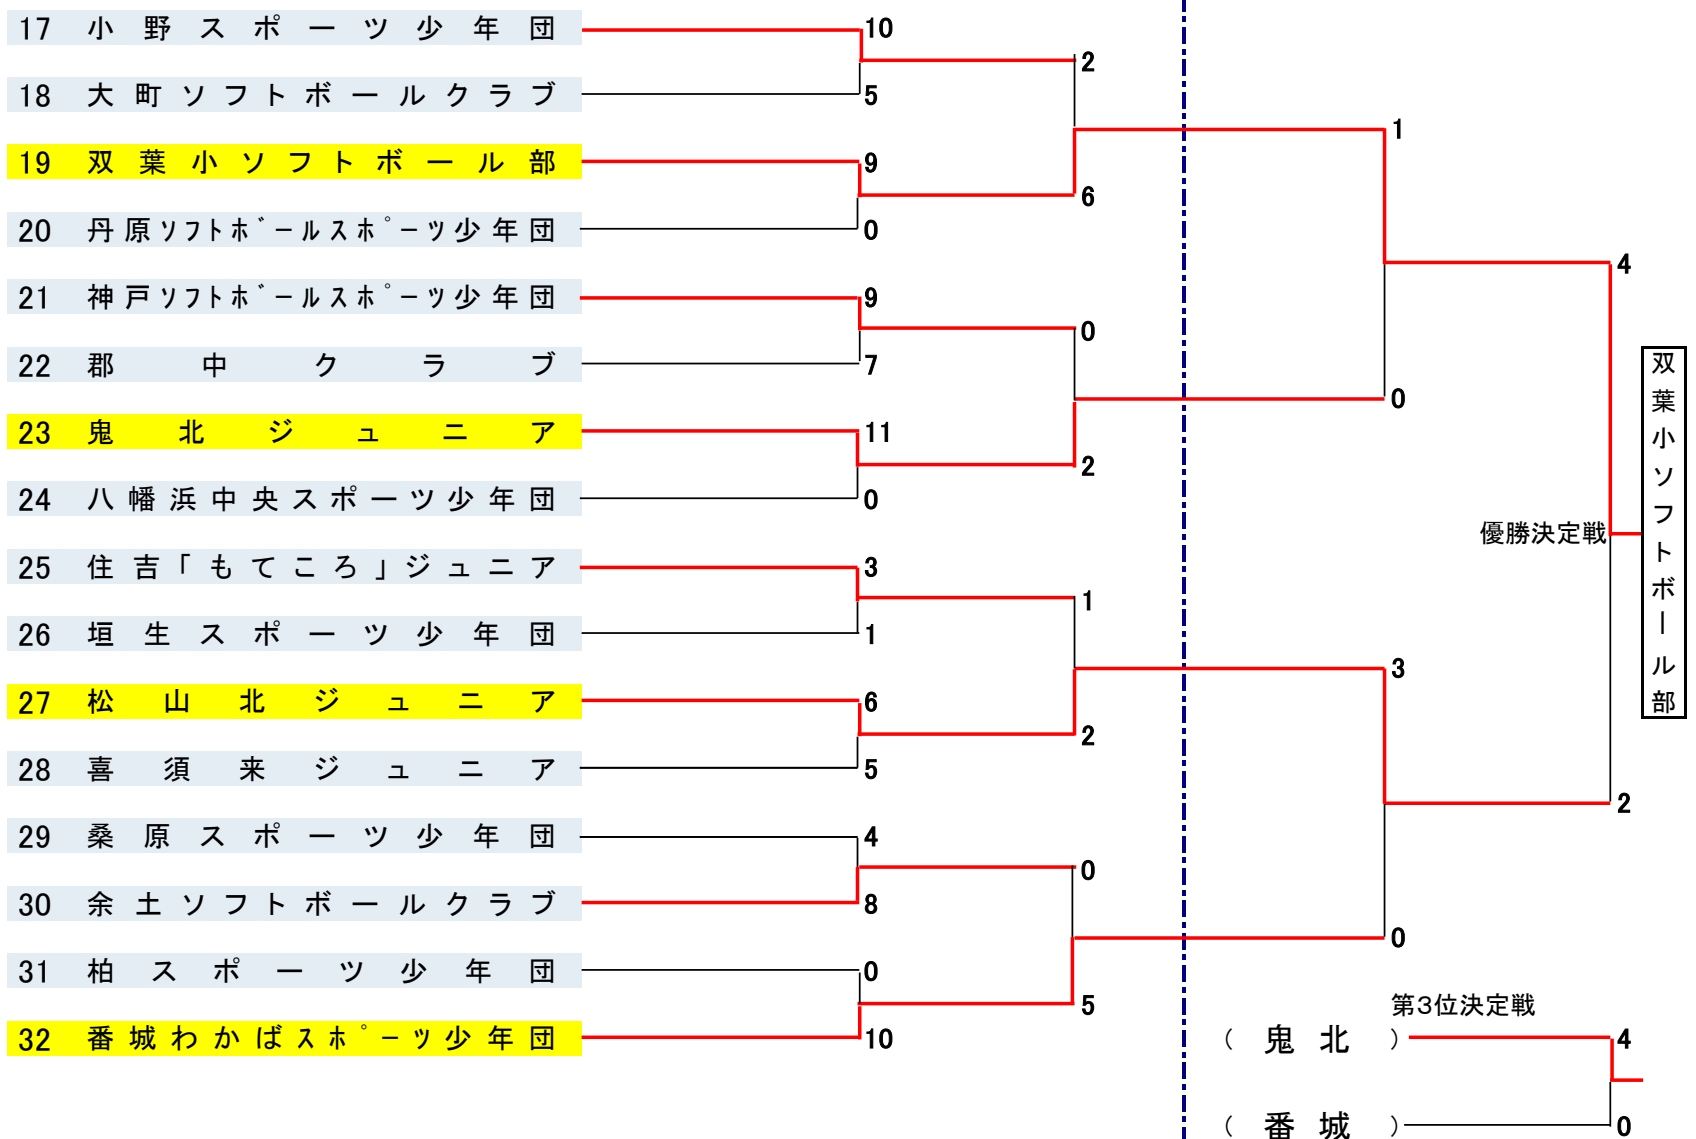 17 小野スポーツ少年団 10
2
18 大町ソフトボールクラブ 5
1
19 双葉小ソフトボール部 9
6
20 丹原ソフトボールスポーツ少年団 0
4
21 神戸ソフトボールスポーツ少年団 9
0
22 郡中クラブ 7
0
23 鬼北ジュニア 11
2
24 八幡浜中央スポーツ少年団 0
優勝決定戦
双葉小ソフトボール部
25 住吉「もてころ」ジュニア 3
1
26 垣生スポーツ少年団 1
3
27 松山北ジュニア 6
2
28 喜須来ジュニア 5
2
29 桑原スポーツ少年団 4
0
30 余土ソフトボールクラブ 8
0
31 柏スポーツ少年団 0
5
第3位決定戦
32 番城わかばスポーツ少年団 10
(鬼北) 4
(番城) 0